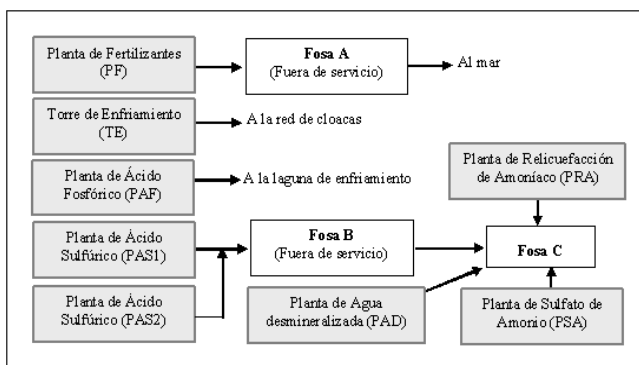 Planta de Fertilizantes
(PF)
Fosa A
(Fuera de servicio)
Al mar
Torre de Enfriamiento
(TE)
A la red de cloacas
Planta de Ácido
Fosfórico (PAF)
A la laguna de enfriamiento
Planta de Relicuefacción
de Amoníaco (PRA)
Planta de Ácido
Sulfúrico (PAS1)
Fosa B
(Fuera de servicio)
Fosa C
Planta de Ácido
Sulfúrico (PAS2)
Planta de Agua
desmineralizada (PAD)
Planta de Sulfato de
Amonio (PSA)